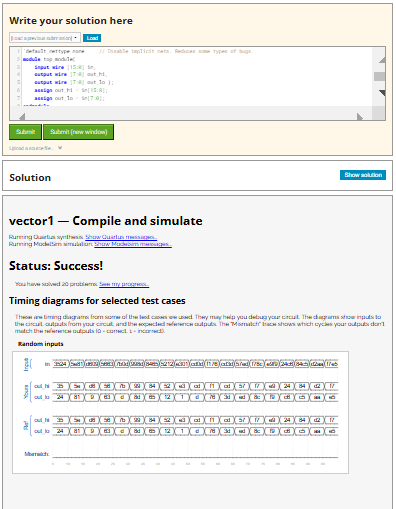 Write your solution here
[Load a previous submission] Load
1 `default_nettype none // Disable implicit nets. Reduces some types of bugs.
2 module top_module(
3 input wire [15:0] in,
4 output wire [7:0] out_hi,
5 output wire [7:0] out_lo );
6 assign out_hi = in[15:8];
7 assign out_lo = in[7:0];
Submit Submit (new window)
Upload a source file...
Solution Show solution
vector1 — Compile and simulate
Running Quartus synthesis. Show Quartus messages...
Running ModelSim simulation. Show Modelsim messages...
Status: Success!
You have solved 20 problems. See my progress...
Timing diagrams for selected test cases
These are timing diagrams from some of the test cases we used. They may help you debug your circuit. The diagrams show inputs to
the circuit, outputs from your circuit, and the expected reference outputs. The "Mismatch" trace shows which cycles your outputs don't
match the reference outputs (0 - correct, 1 - incorrect).
Random inputs
Inputs in 3524 5e81 d609 5663 7b0d 998d 8465 5212 e301 cd0d f176 cd3d 57ed f78c e9f9 24c6 84c5 d2aa f7e5
Yours out_hi 35 5e d6 56 7b 99 84 52 e3 cd f1 cd 57 f7 e9 24 84 d2 f7
out_lo 24 81 9 63 d 8d 65 12 1 d 76 3d ed 8c f9 c6 c5 aa e5
Ref out_hi 35 5e d6 56 7b 99 84 52 e3 cd f1 cd 57 f7 e9 24 84 d2 f7
out_lo 24 81 9 63 d 8d 65 12 1 d 76 3d ed 8c f9 c6 c5 aa e5
Mismatch